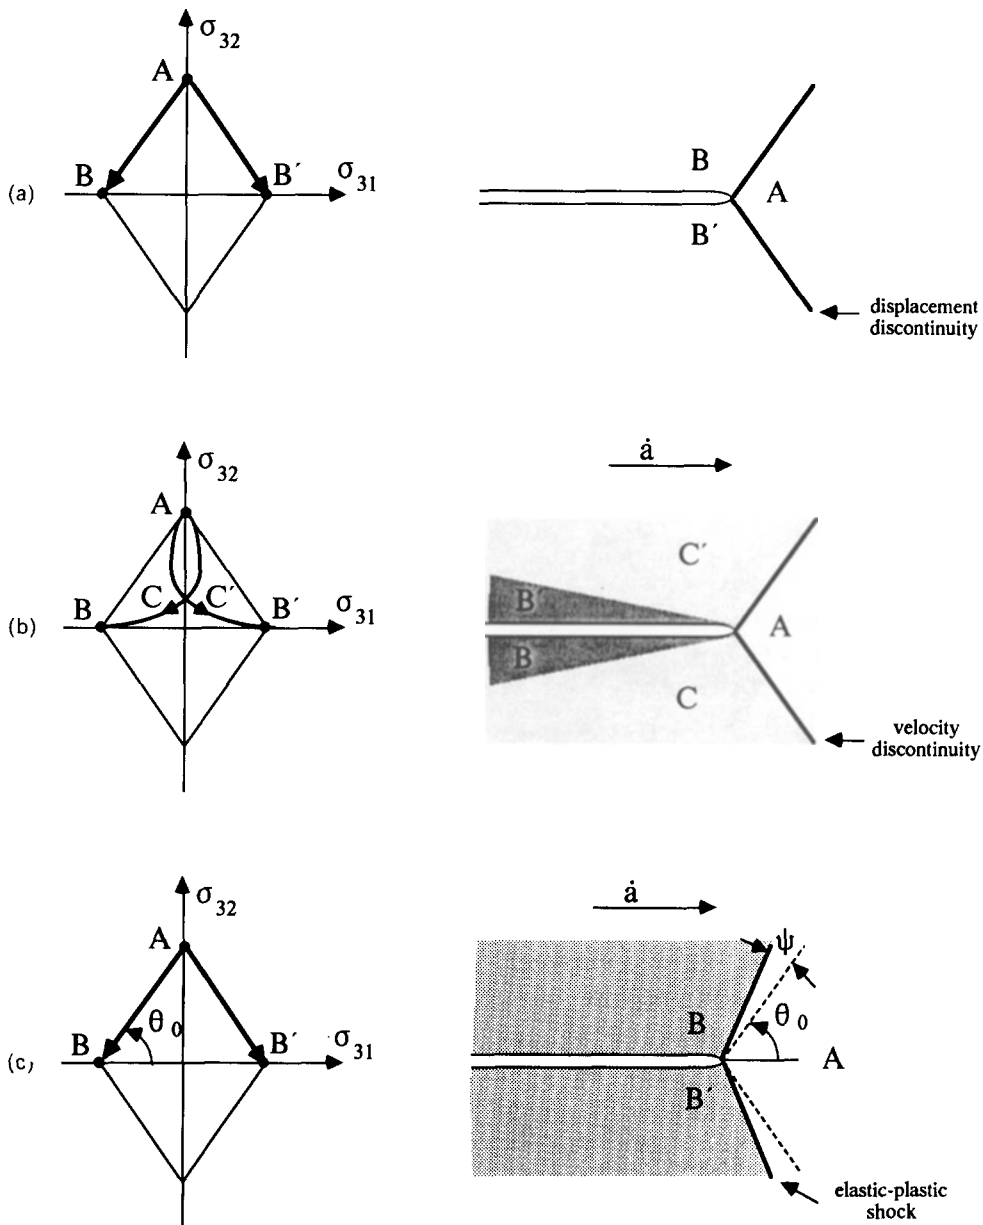 σ32
A
B
B′
σ31
(a)
B
A
B′
displacement
discontinuity
σ32
A
C
C′
B
B′
σ31
(b)
ȧ
C′
B′
A
B
C
velocity
discontinuity
σ32
A
θ0
B
B′
σ31
(c)
ȧ
ψ
θ0
B
A
B′
elastic-plastic
shock